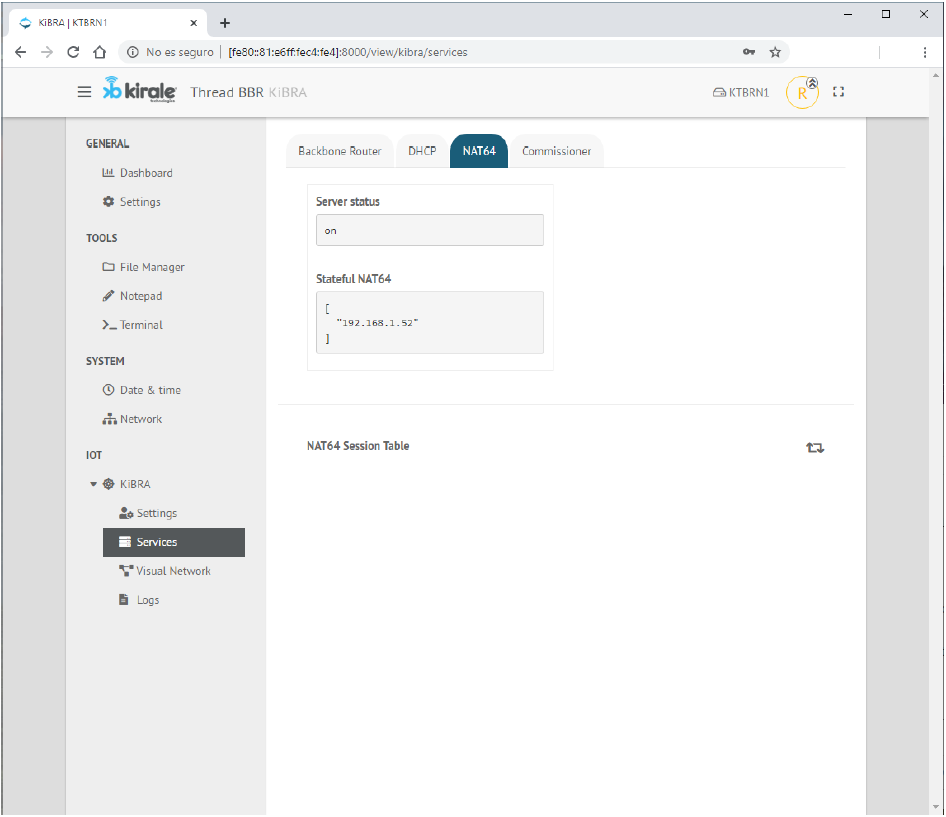 KiBRA | KTBRN1
No es seguro | [fe80::81:e6ff:fec4:fe4]:8000/view/kibra/services
kirale
technologies
Thread BBR KiBRA
KTBRN1
R
GENERAL
Dashboard
Settings
TOOLS
File Manager
Notepad
Terminal
SYSTEM
Date & time
Network
IOT
KiBRA
Settings
Services
Visual Network
Logs
Backbone Router
DHCP
NAT64
Commissioner
Server status
on
Stateful NAT64
[
"192.168.1.52"
]
NAT64 Session Table